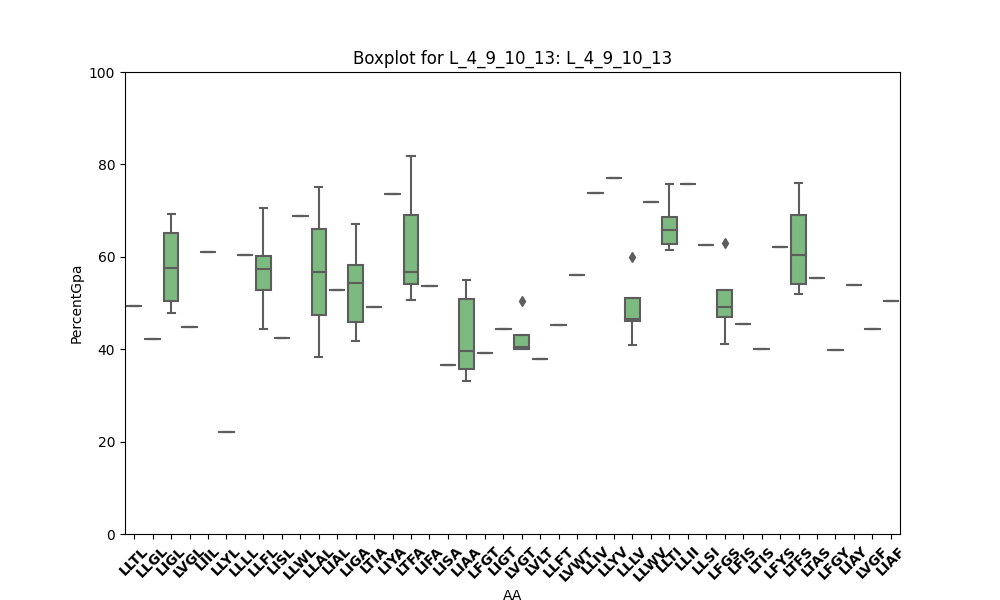 Boxplot for L_4_9_10_13: L_4_9_10_13
100
80
60
40
20
0
PercentGpa
LLTL LLGL LIGL LVGL LIIL LLYL LLLL LLFL LISL LLWL LLAL LIAL LIGA LTIA LIYA LTFA LIFA LISA LIAA LFGT LIGT LVGT LVLT LLFT LVWT LLIV LLYV LLLV LLWV LLTI LLII LLSI LFGS LFIS LTIS LFYS LTFS LTAS LFGY LIAY LVGF LIAF
AA